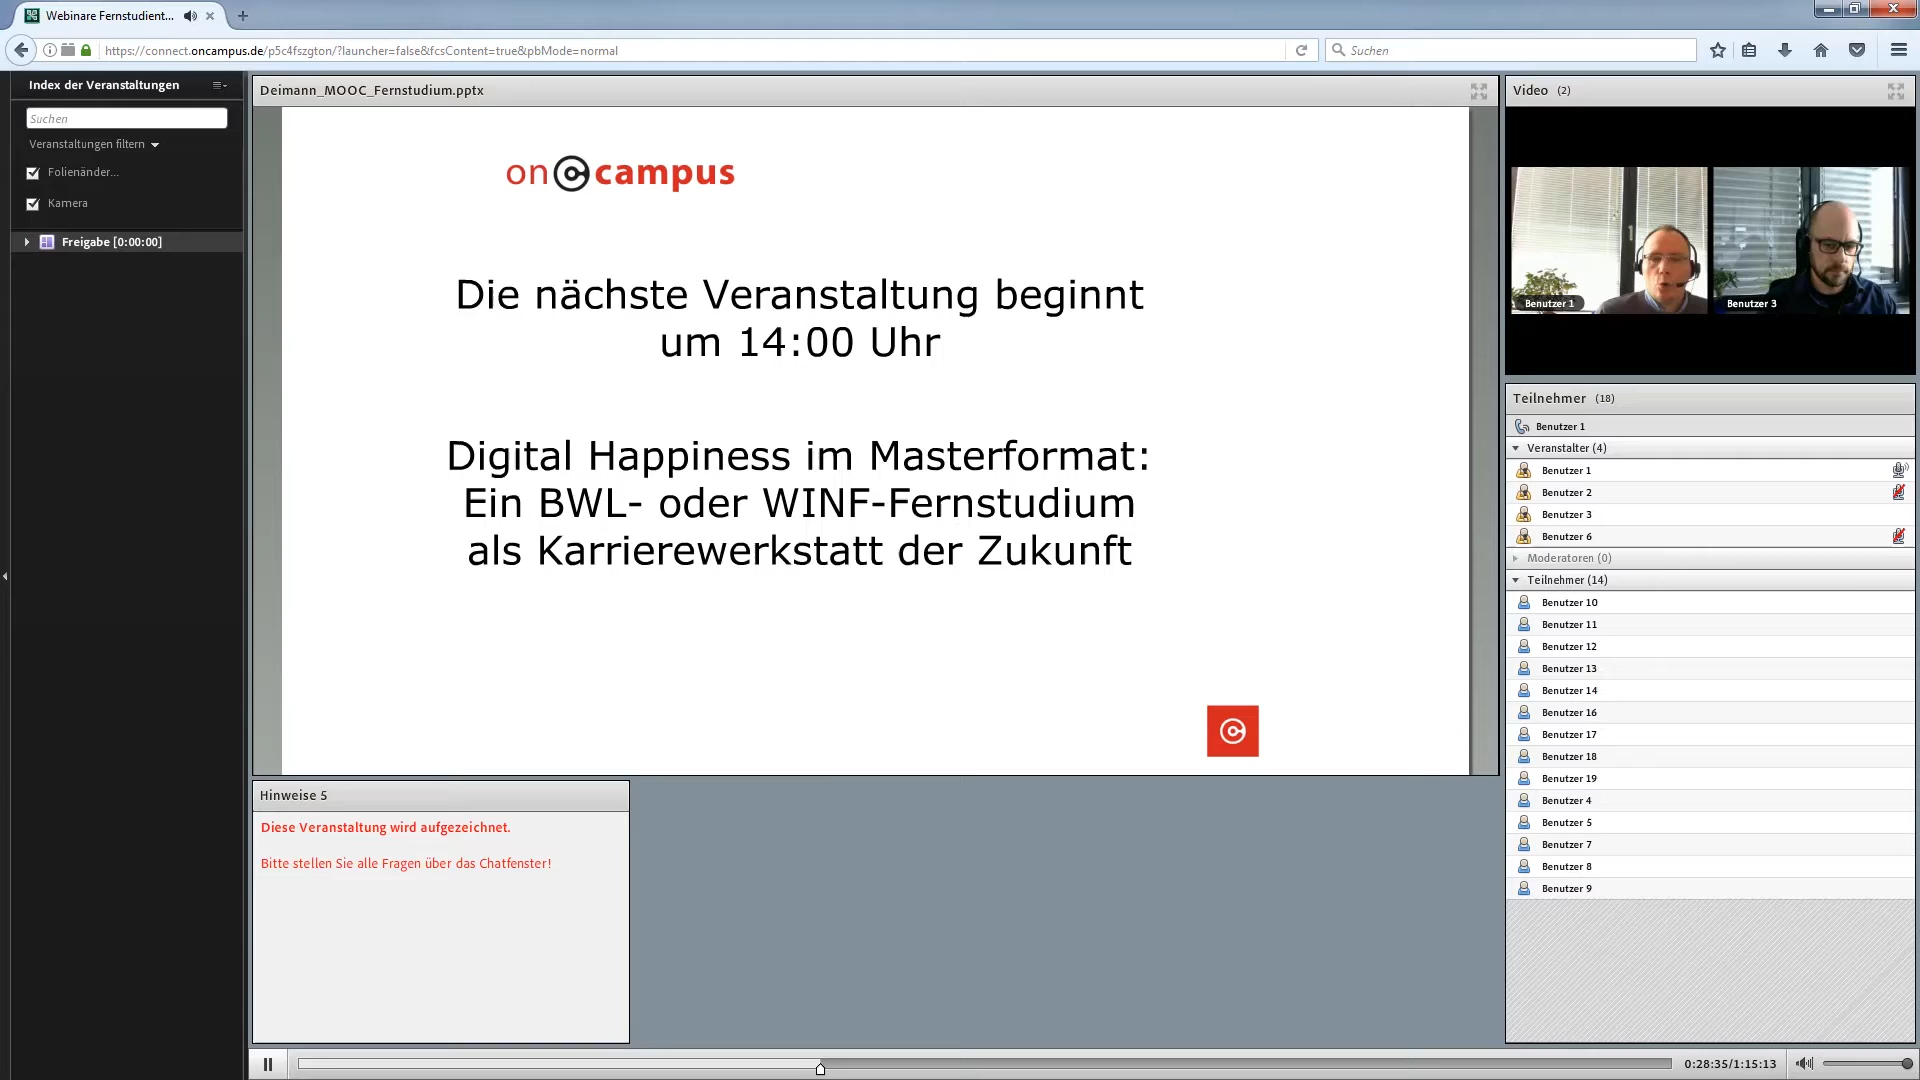 Webinare Fernstudient...
https://connect.oncampus.de/p5c4fszgton/?launcher=false&fcsContent=true&pbMode=normal
Suchen
Index der Veranstaltungen
Suchen
Veranstaltungen filtern
Folienänder...
Kamera
Freigabe [0:00:00]
Deimann_MOOC_Fernstudium.pptx
on campus
Die nächste Veranstaltung beginnt
um 14:00 Uhr
Digital Happiness im Masterformat:
Ein BWL- oder WINF-Fernstudium
als Karrierewerkstatt der Zukunft
Hinweise 5
Diese Veranstaltung wird aufgezeichnet.
Bitte stellen Sie alle Fragen über das Chatfenster!
Video (2)
Benutzer 1
Benutzer 3
Teilnehmer (18)
Benutzer 1
Veranstalter (4)
Benutzer 1
Benutzer 2
Benutzer 3
Benutzer 6
Moderatoren (0)
Teilnehmer (14)
Benutzer 10
Benutzer 11
Benutzer 12
Benutzer 13
Benutzer 14
Benutzer 16
Benutzer 17
Benutzer 18
Benutzer 19
Benutzer 4
Benutzer 5
Benutzer 7
Benutzer 8
Benutzer 9
0:28:35/1:15:13